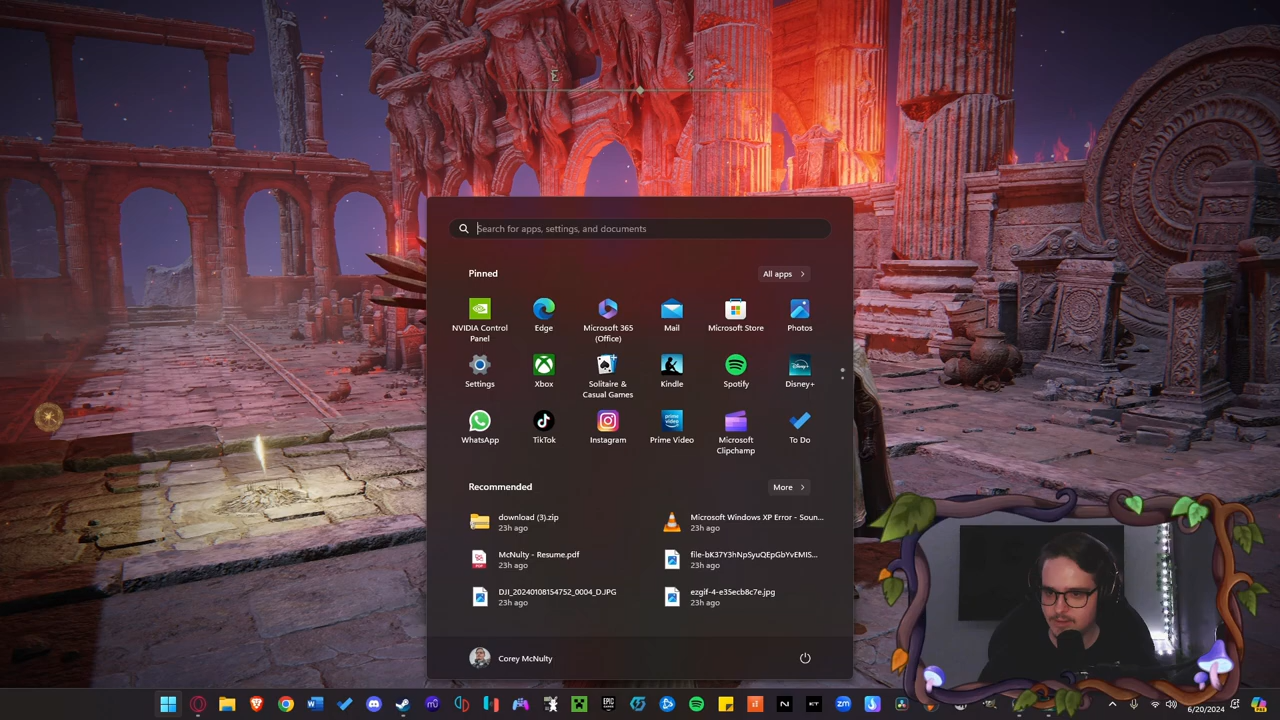 E
S
Search for apps, settings, and documents
Pinned
All apps
NVIDIA Control
Panel
Edge
Microsoft 365
(Office)
Mail
Microsoft Store
Photos
Settings
Xbox
Solitaire &
Casual Games
Kindle
Spotify
Disney+
WhatsApp
TikTok
Instagram
prime
video
Prime Video
Microsoft
Clipchamp
To Do
Recommended
More
download (3).zip
23h ago
Microsoft Windows XP Error - Soun...
23h ago
McNulty - Resume.pdf
23h ago
file-bK37Y3hNpSyuQEpGbYvEMIS...
23h ago
DJI_20240108154752_0004_D.JPG
23h ago
ezgif-4-e35ecb8c7e.jpg
23h ago
Corey McNulty
6/20/2024